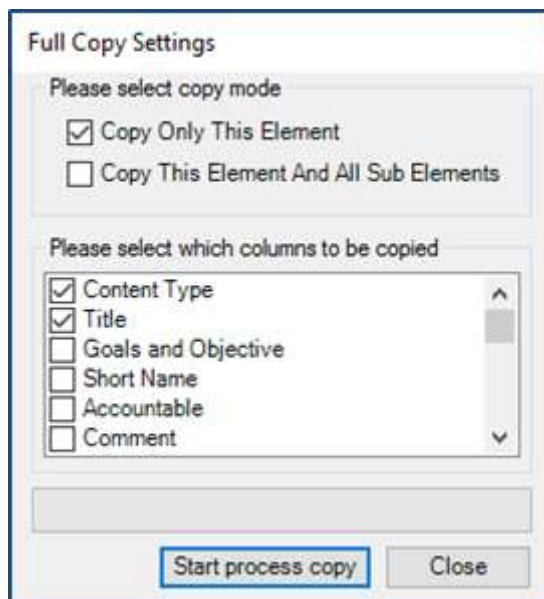 Full Copy Settings
Please select copy mode
Copy Only This Element
Copy This Element And All Sub Elements
Please select which columns to be copied
Content Type
Title
Goals and Objective
Short Name
Accountable
Comment
Start process copy
Close